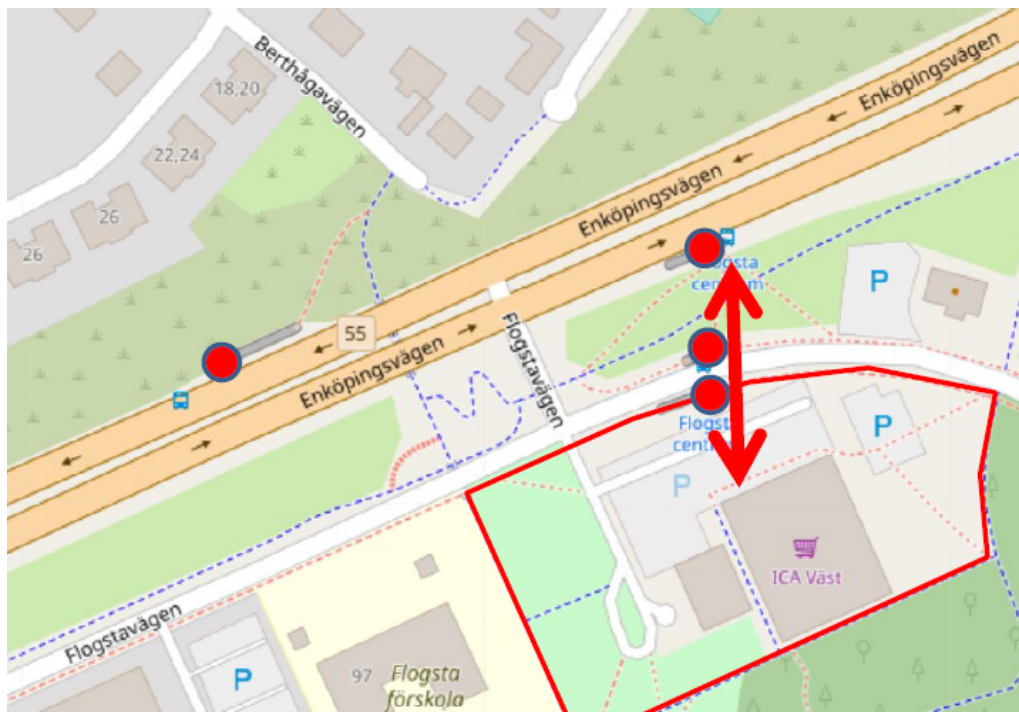 Berthågavägen
18,20
22,24
26
26
Enköpingsvägen
Enköpingsvägen
Enköpingsvägen
Flogsta
centrum
P
55
Enköpingsvägen
Flogstavägen
Flogsta
centrum
P
P
ICA Väst
Flogstavägen
P
97
Flogsta
förskola